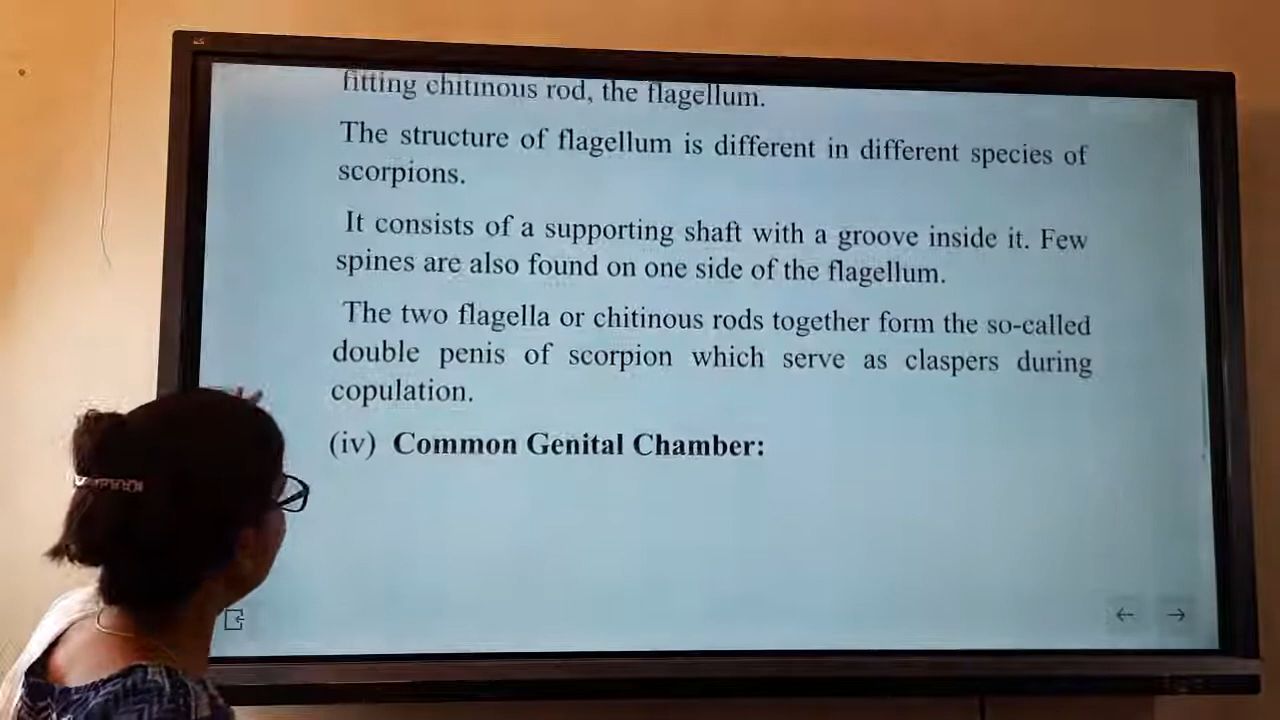 fitting chitinous rod, the flagellum.
The structure of flagellum is different in different species of
scorpions.
It consists of a supporting shaft with a groove inside it. Few
spines are also found on one side of the flagellum.
The two flagella or chitinous rods together form the so-called
double penis of scorpion which serve as claspers during
copulation.
(iv) Common Genital Chamber: